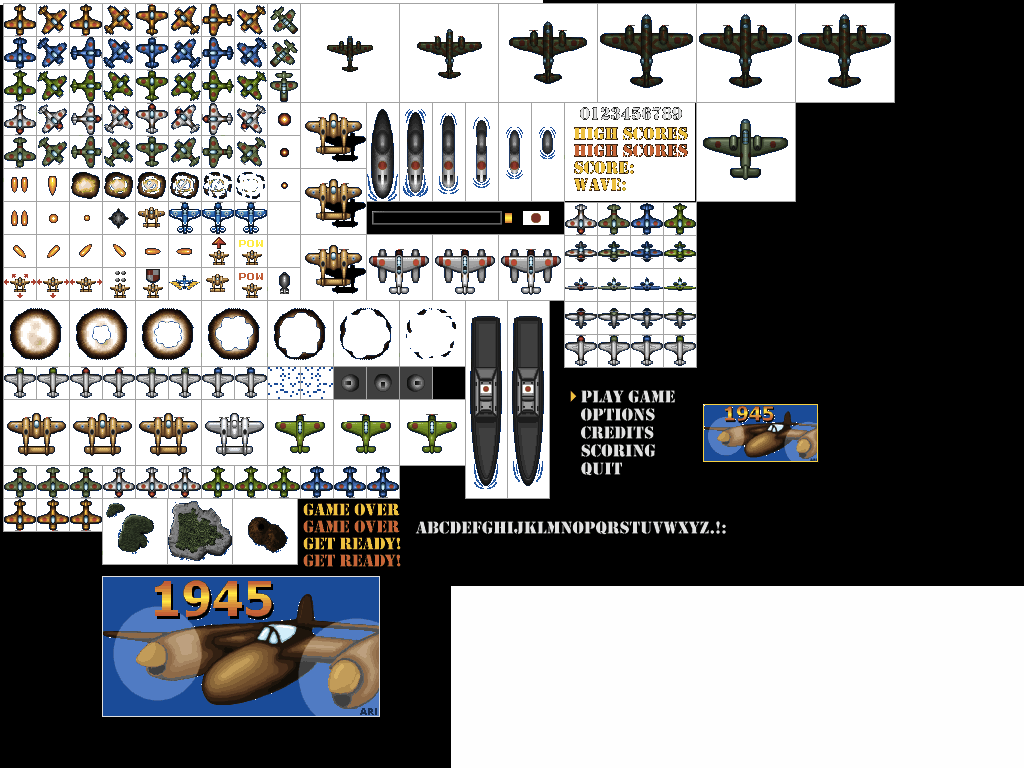 0123456789
HIGH SCORES
HIGH SCORES
SCORE:
WAVE:
POW
POW
PLAY GAME
OPTIONS
CREDITS
SCORING
QUIT
1945
GAME OVER
GAME OVER
GET READY!
GET READY!
ABCDEFGHIJKLMNOPQRSTUVWXYZ.!:
1945
ARI